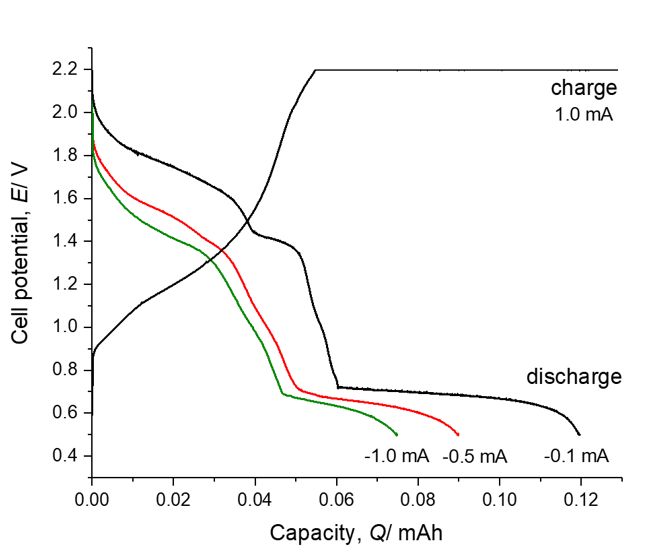 2.2
charge
1.0 mA
2.0
1.8
1.6
1.4
1.2
1.0
0.8
0.6
0.4
Cell potential, E/ V
discharge
-1.0 mA -0.5 mA -0.1 mA
0.00 0.02 0.04 0.06 0.08 0.10 0.12
Capacity, Q/ mAh